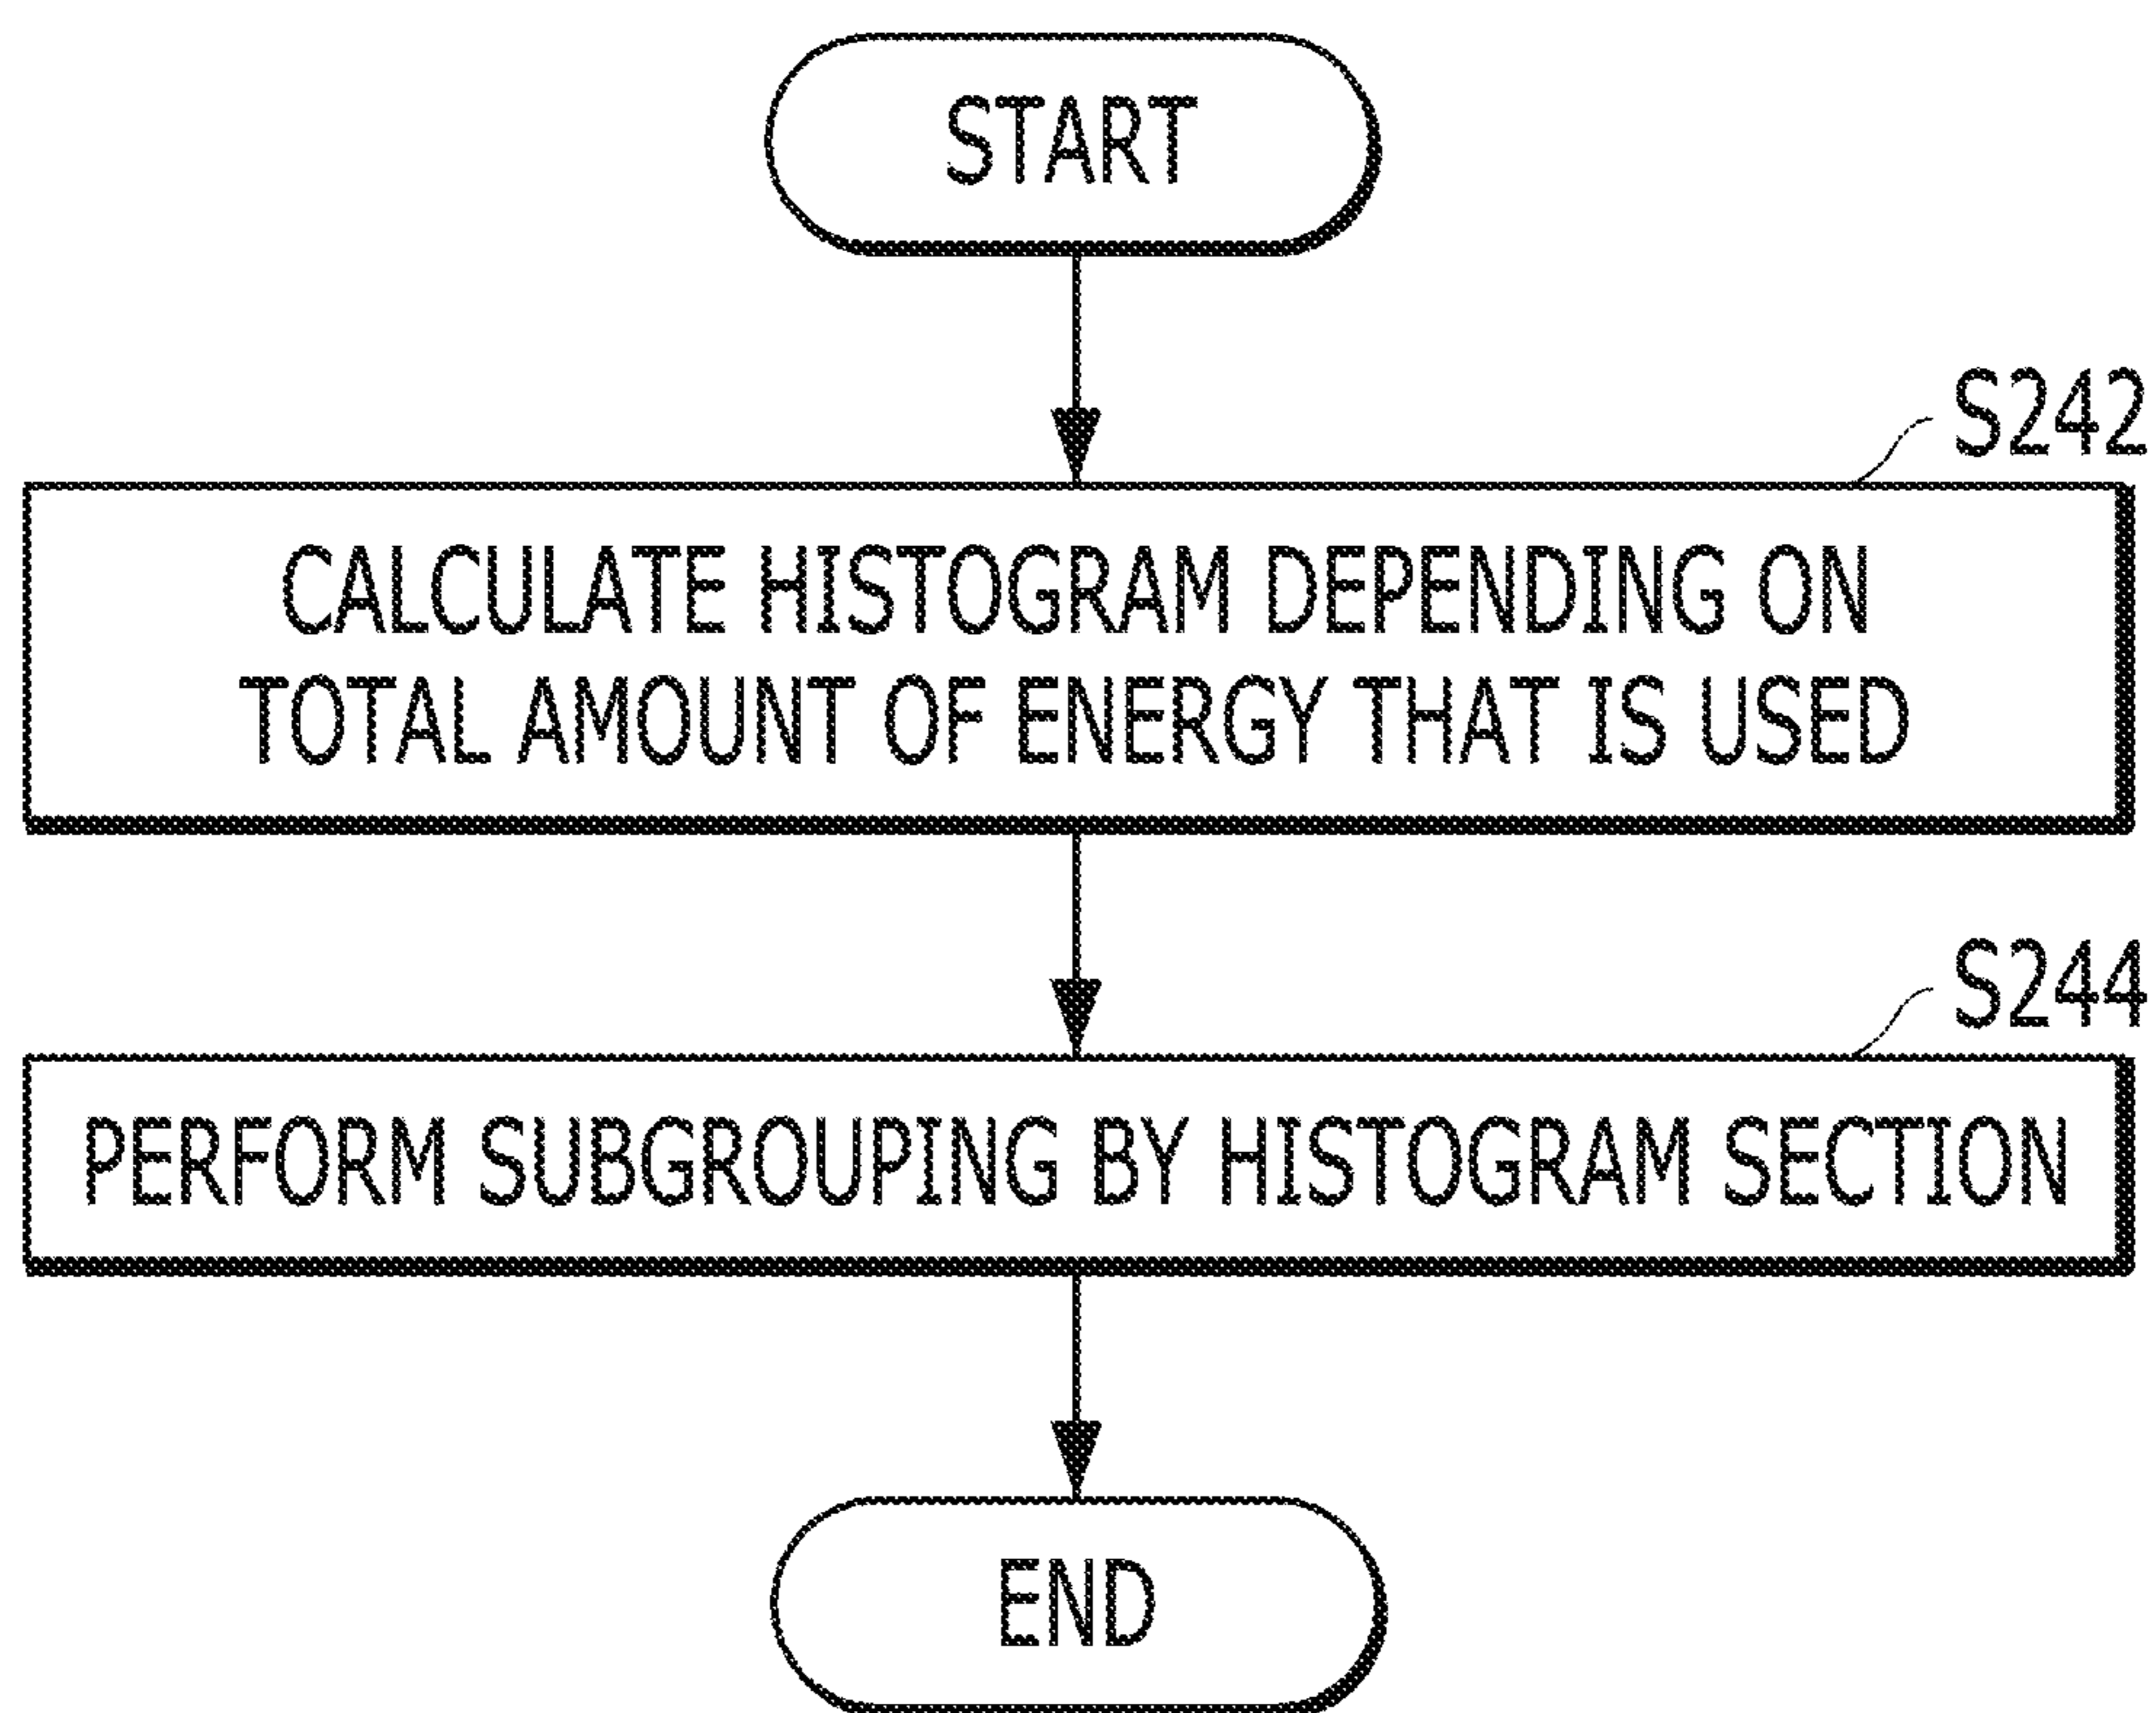 START
S242
CALCULATE HISTOGRAM DEPENDING ON
TOTAL AMOUNT OF ENERGY THAT IS USED
S244
PERFORM SUBGROUPING BY HISTOGRAM SECTION
END